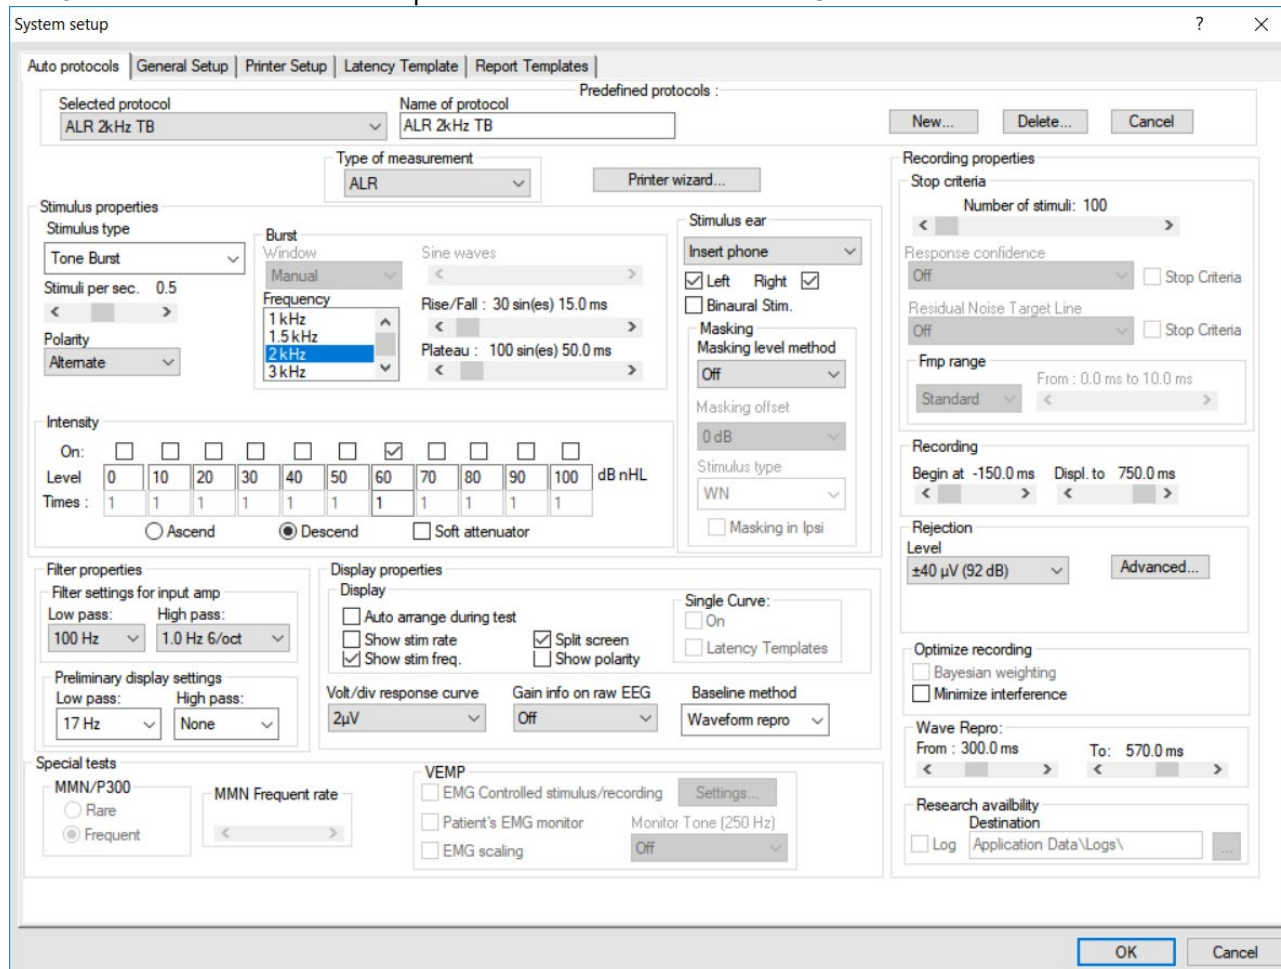 System setup ?
Auto protocols General Setup Printer Setup Latency Template Report Templates
Predefined protocols :
Selected protocol Name of protocol
ALR 2kHz TB ALR 2kHz TB New... Delete... Cancel
Type of measurement
ALR Printer wizard...
Stimulus properties
Stimulus type
Tone Burst
Stimuli per sec. 0.5
Polarity
Alternate
Burst
Window Sine waves
Manual
Frequency
1 kHz
1.5 kHz
2 kHz
3 kHz
Rise/Fall : 30 sin(es) 15.0 ms
Plateau : 100 sin(es) 50.0 ms
Intensity
On:
Level 0 10 20 30 40 50 60 70 80 90 100 dB nHL
Times : 1 1 1 1 1 1 1 1 1 1 1
Ascend Descend Soft attenuator
Stimulus ear
Insert phone
Left Right
Binaural Stim.
Masking
Masking level method
Off
Masking offset
0 dB
Stimulus type
WN
Masking in Ipsi
Filter properties
Filter settings for input amp
Low pass: High pass:
100 Hz 1.0 Hz 6/oct
Preliminary display settings
Low pass: High pass:
17 Hz None
Display properties
Display
Auto arrange during test
Show stim rate Split screen
Show stim freq. Show polarity
Single Curve:
On
Latency Templates
Volt/div response curve Gain info on raw EEG Baseline method
2µV Off Waveform repro
Special tests
MMN/P300
Rare
Frequent
MMN Frequent rate
VEMP
EMG Controlled stimulus/recording Settings...
Patient's EMG monitor Monitor Tone (250 Hz)
EMG scaling Off
Recording properties
Stop criteria
Number of stimuli: 100
Response confidence
Off Stop Criteria
Residual Noise Target Line
Off Stop Criteria
Fmp range
From : 0.0 ms to 10.0 ms
Standard
Recording
Begin at -150.0 ms Displ. to 750.0 ms
Rejection
Level
±40 µV (92 dB) Advanced...
Optimize recording
Bayesian weighting
Minimize interference
Wave Repro:
From : 300.0 ms To: 570.0 ms
Research availbility
Destination
Log Application Data\Logs\ ...
OK Cancel